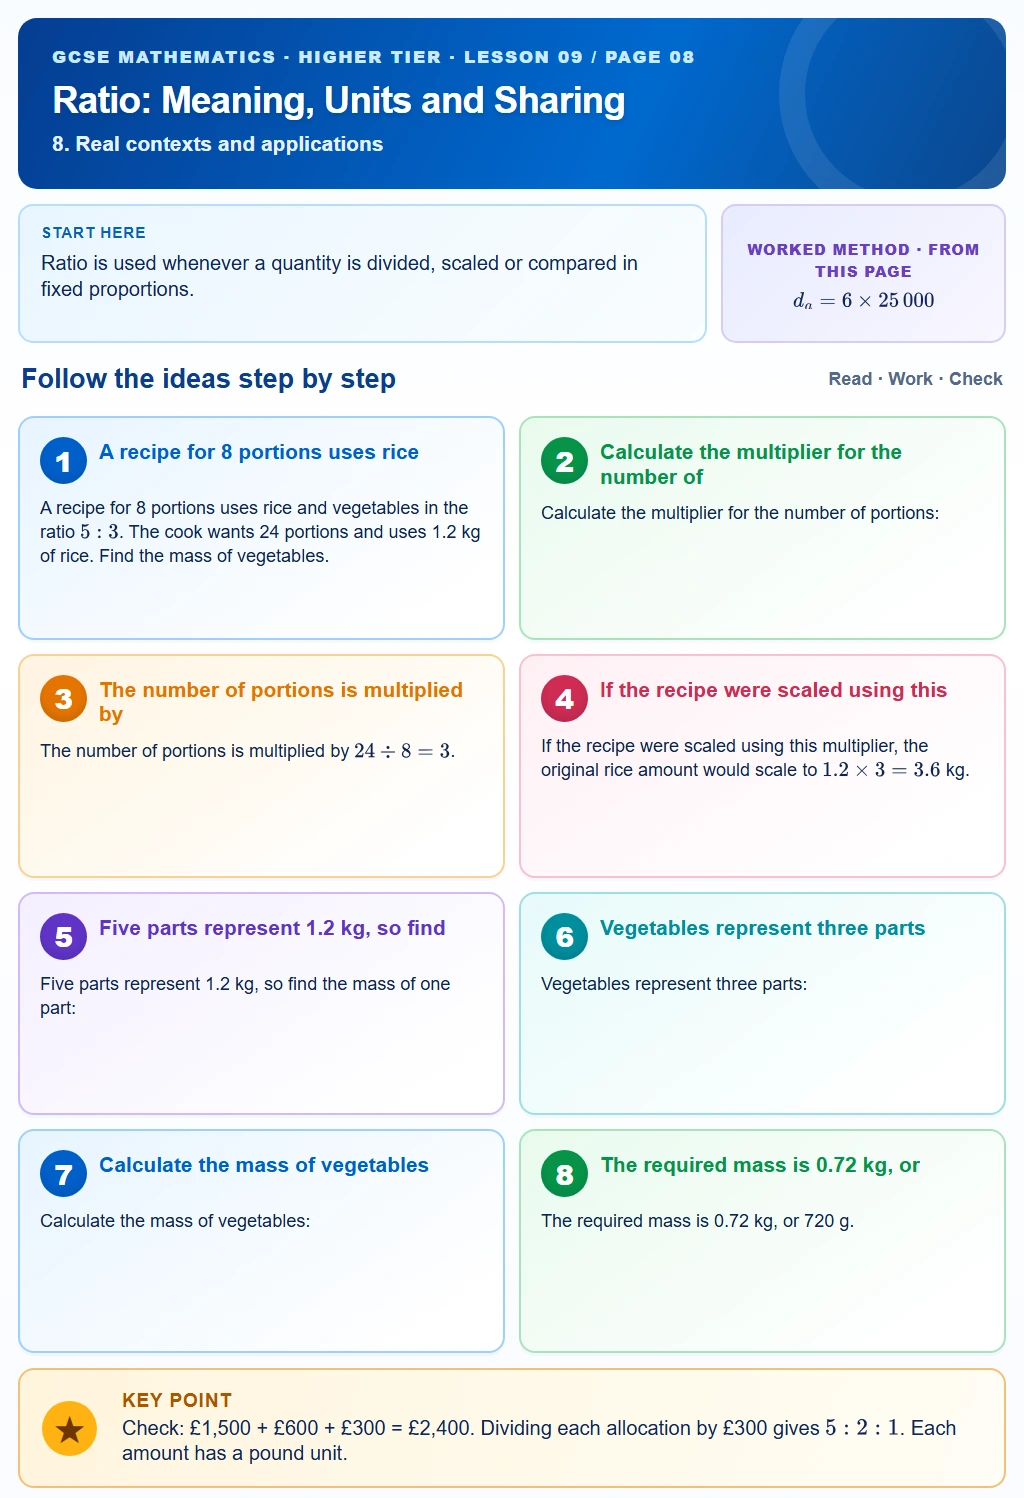 GCSE MATHEMATICS · HIGHER TIER · LESSON 09 / PAGE 08
Ratio: Meaning, Units and Sharing
8. Real contexts and applications
START HERE
Ratio is used whenever a quantity is divided, scaled or compared in
fixed proportions.
WORKED METHOD · FROM
THIS PAGE
dₐ = 6 × 25 000
Follow the ideas step by step
Read · Work · Check
1
A recipe for 8 portions uses rice
A recipe for 8 portions uses rice and vegetables in the
ratio 5 : 3. The cook wants 24 portions and uses 1.2 kg
of rice. Find the mass of vegetables.
2
Calculate the multiplier for the
number of
Calculate the multiplier for the number of portions:
3
The number of portions is multiplied
by
The number of portions is multiplied by 24 ÷ 8 = 3.
4
If the recipe were scaled using this
If the recipe were scaled using this multiplier, the
original rice amount would scale to 1.2 × 3 = 3.6 kg.
5
Five parts represent 1.2 kg, so find
Five parts represent 1.2 kg, so find the mass of one
part:
6
Vegetables represent three parts
Vegetables represent three parts:
7
Calculate the mass of vegetables
Calculate the mass of vegetables:
8
The required mass is 0.72 kg, or
The required mass is 0.72 kg, or 720 g.
KEY POINT
Check: £1,500 + £600 + £300 = £2,400. Dividing each allocation by £300 gives 5 : 2 : 1. Each
amount has a pound unit.